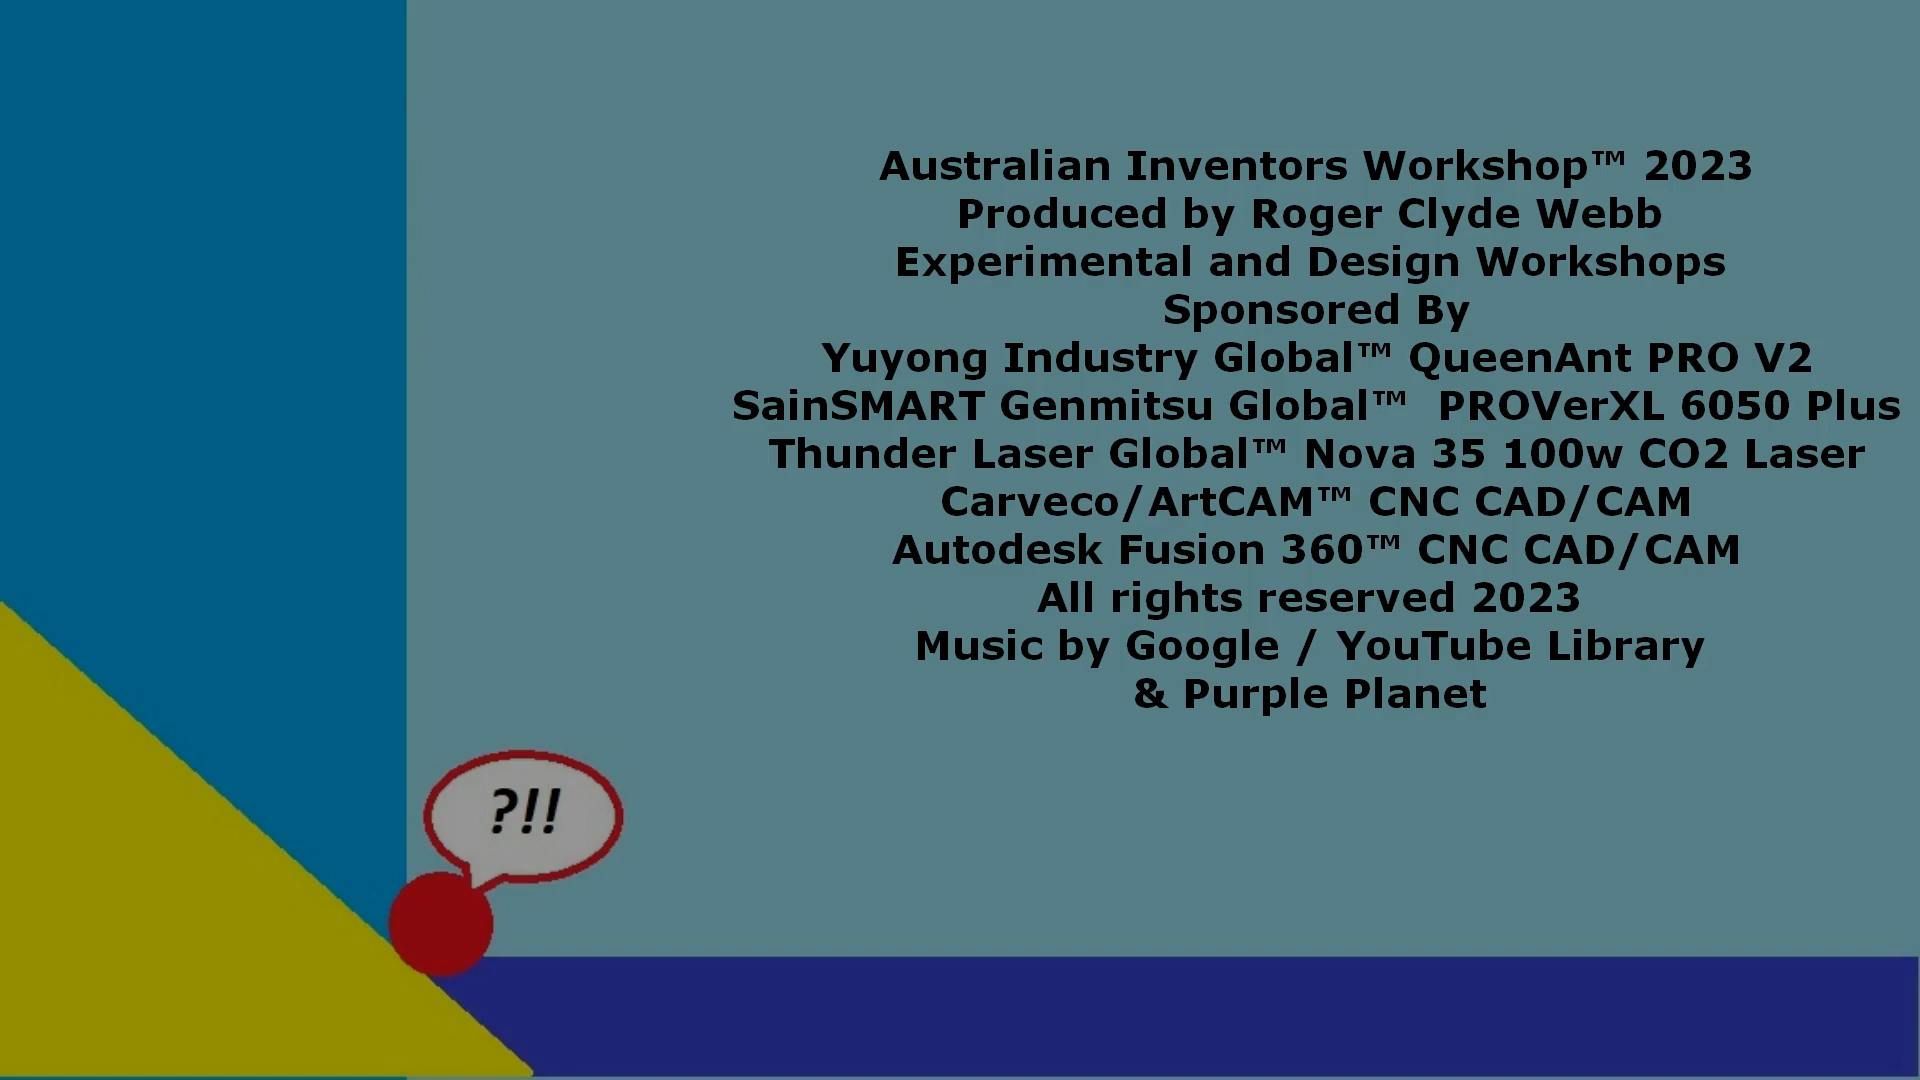 Australian Inventors Workshop™ 2023
Produced by Roger Clyde Webb
Experimental and Design Workshops
Sponsored By
Yuyong Industry Global™ QueenAnt PRO V2
SainSMART Genmitsu Global™  PROVerXL 6050 Plus
Thunder Laser Global™ Nova 35 100w CO2 Laser
Carveco/ArtCAM™ CNC CAD/CAM
Autodesk Fusion 360™ CNC CAD/CAM
All rights reserved 2023
Music by Google / YouTube Library
& Purple Planet
?!!